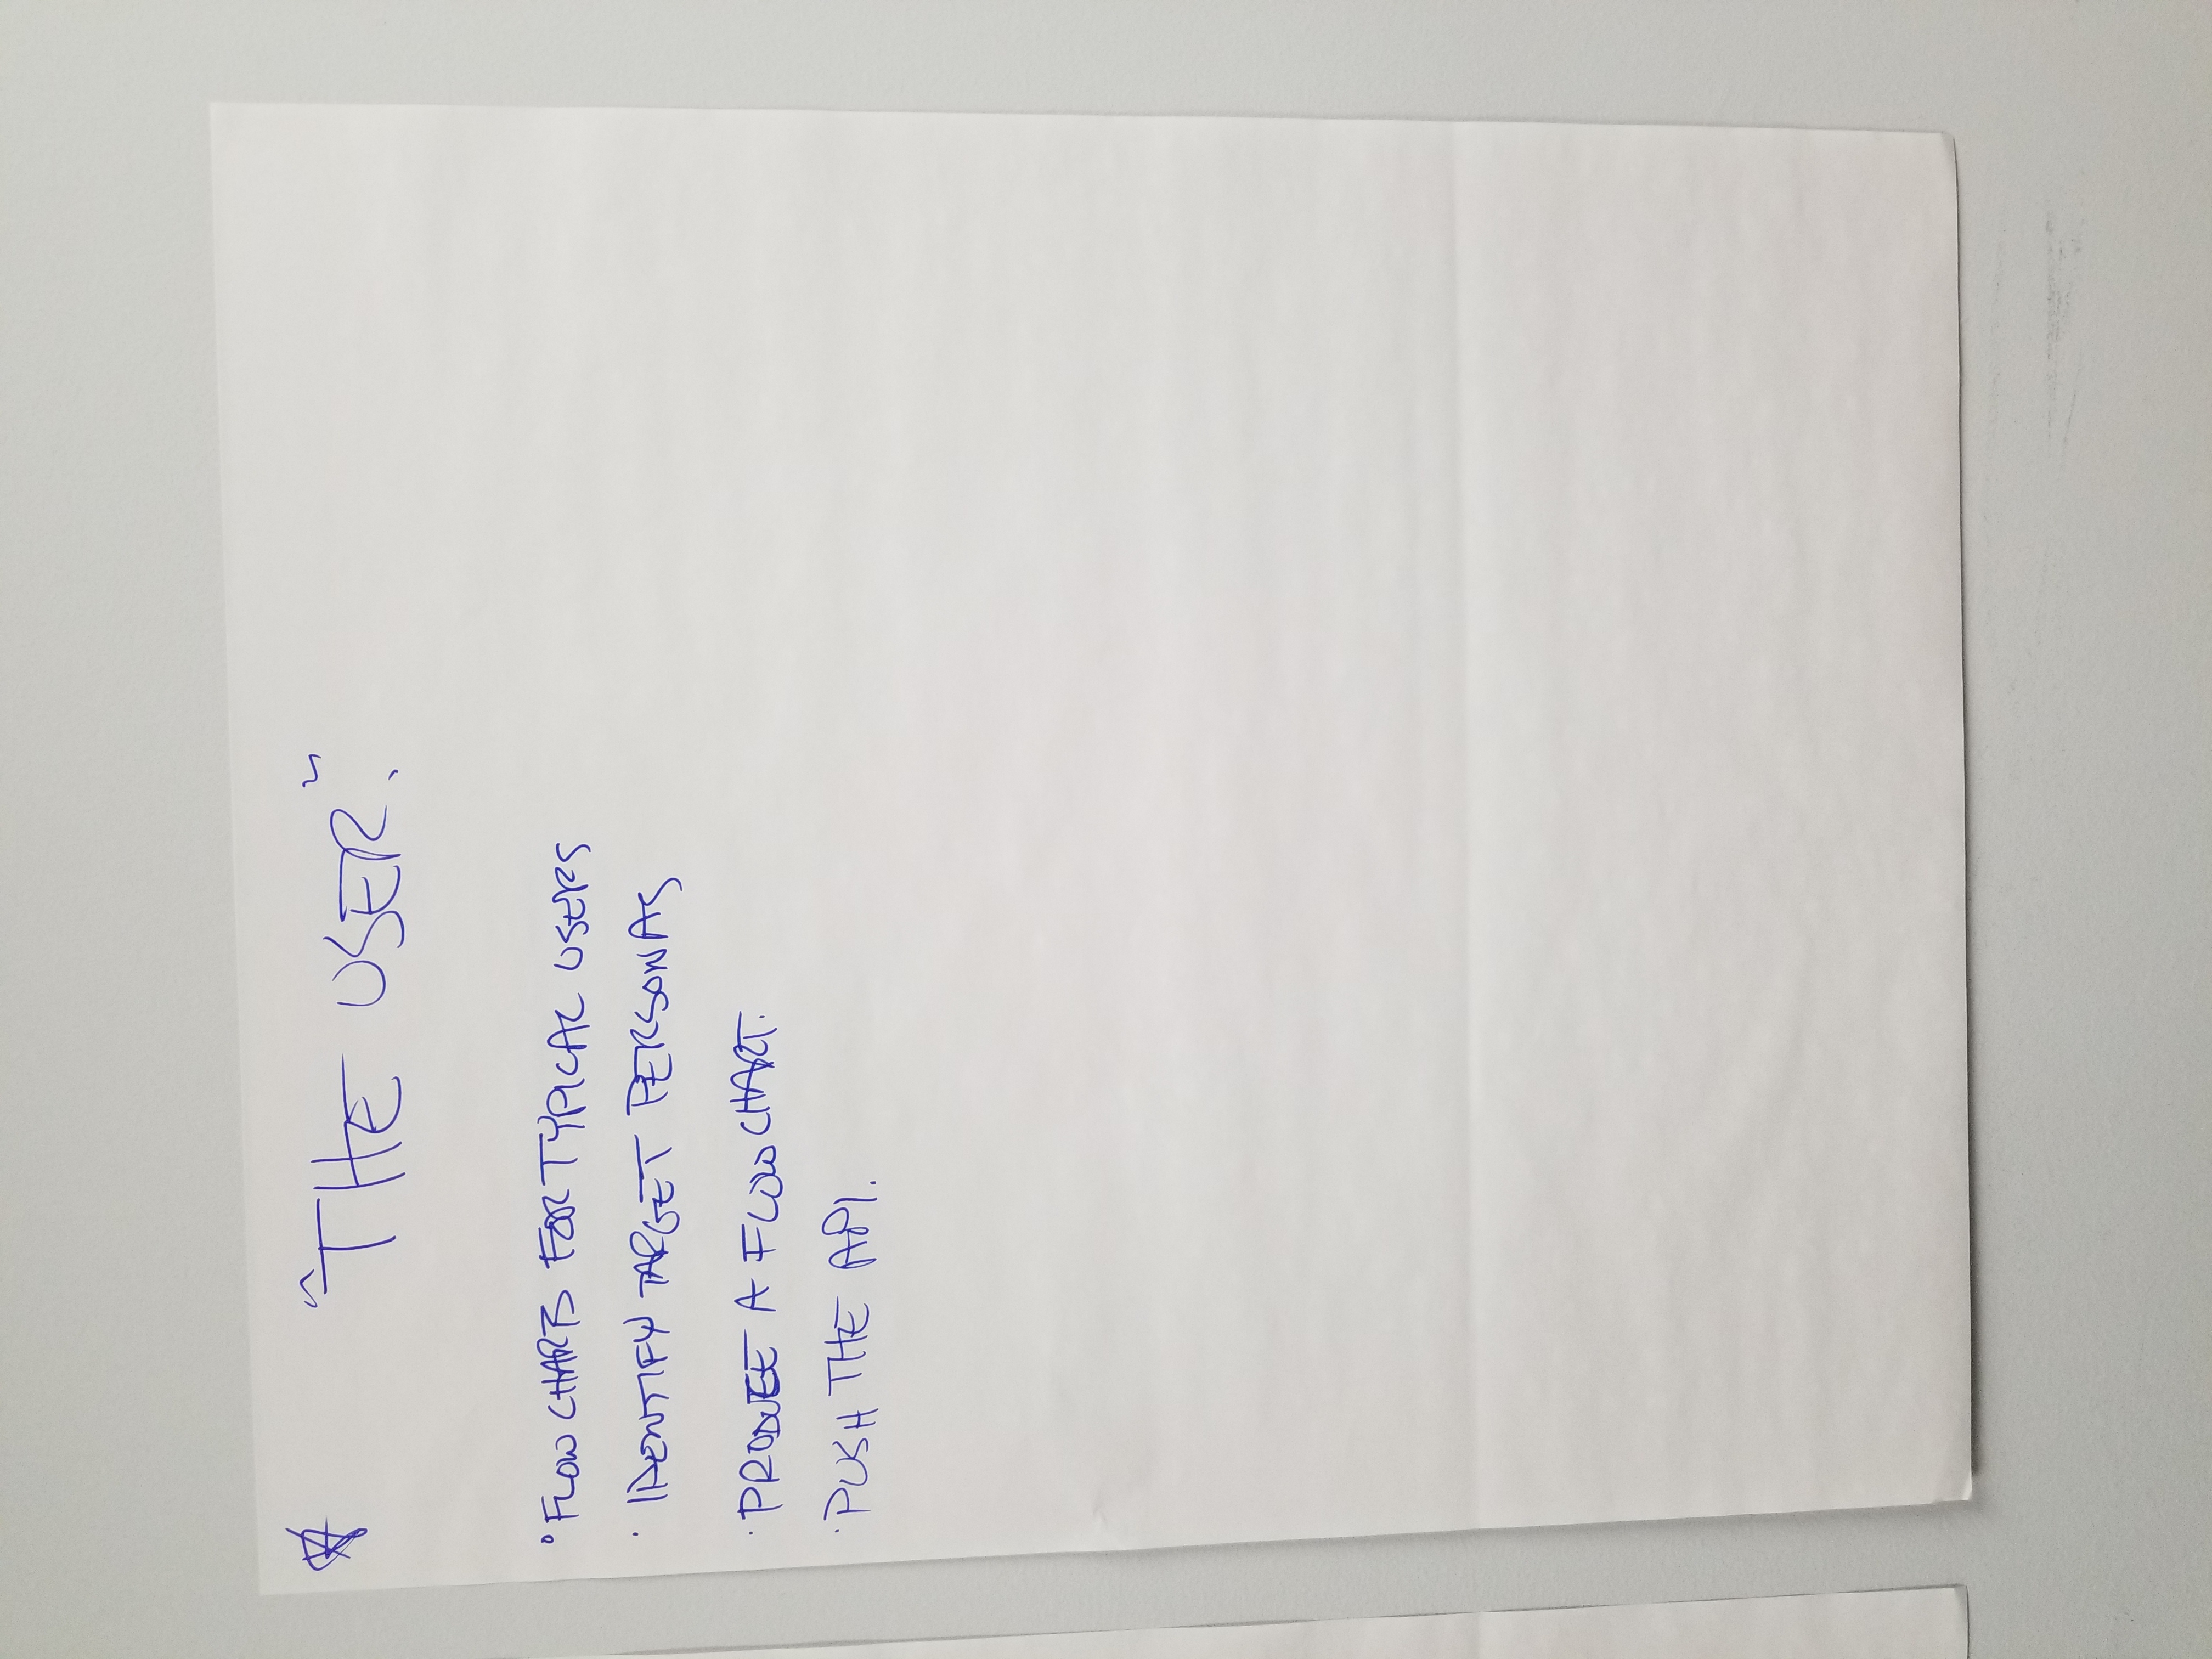 "THE USER."
• FLOW CHARTS FOR TYPICAL USERS
• IDENTIFY TARGET PERSONAS
• PRODUCE A FLOW CHART.
• PUSH THE API.